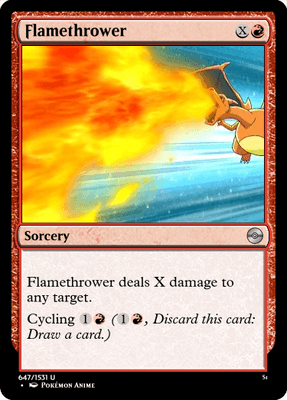 Flamethrower X
Sorcery
Flamethrower deals X damage to
any target.
Cycling 1 (1, Discard this card:
Draw a card.)
647/1531 U
Si
• Pokémon Anime